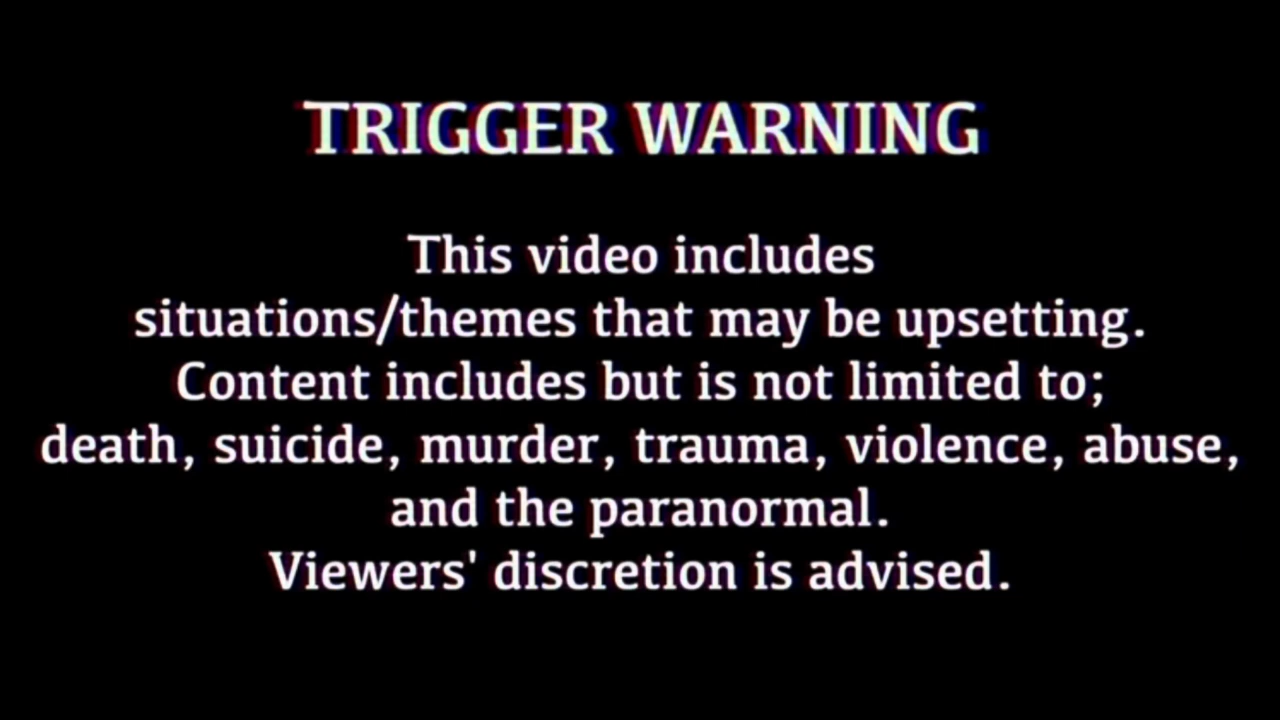 TRIGGER WARNING
This video includes
situations/themes that may be upsetting.
Content includes but is not limited to;
death, suicide, murder, trauma, violence, abuse,
and the paranormal.
Viewers' discretion is advised.